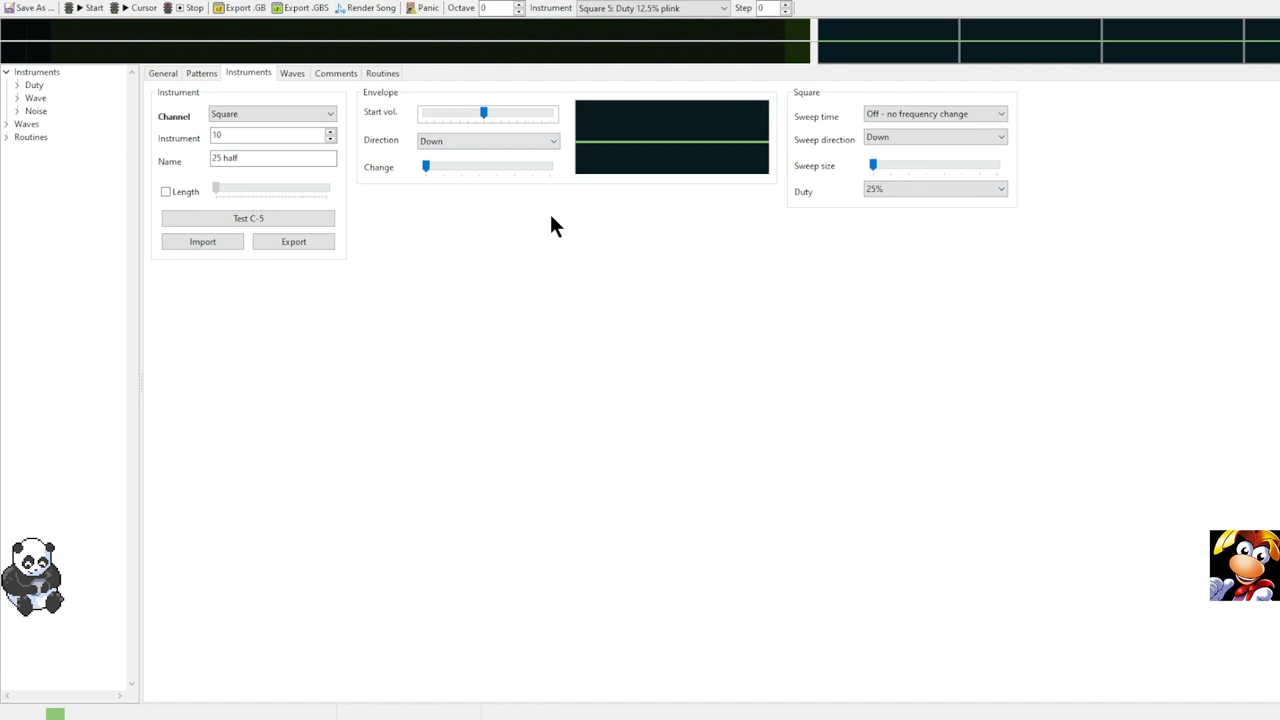 Save As ... Start Cursor Stop Export .GB Export .GBS Render Song Panic Octave 0 Instrument Square 5: Duty 12.5% plink Step 0
Instruments
Duty
Wave
Noise
Waves
Routines
General Patterns Instruments Waves Comments Routines
Instrument
Channel Square
Instrument 10
Name 25 half
Length
Test C-5
Import Export
Envelope
Start vol.
Direction Down
Change
Square
Sweep time Off - no frequency change
Sweep direction Down
Sweep size
Duty 25%